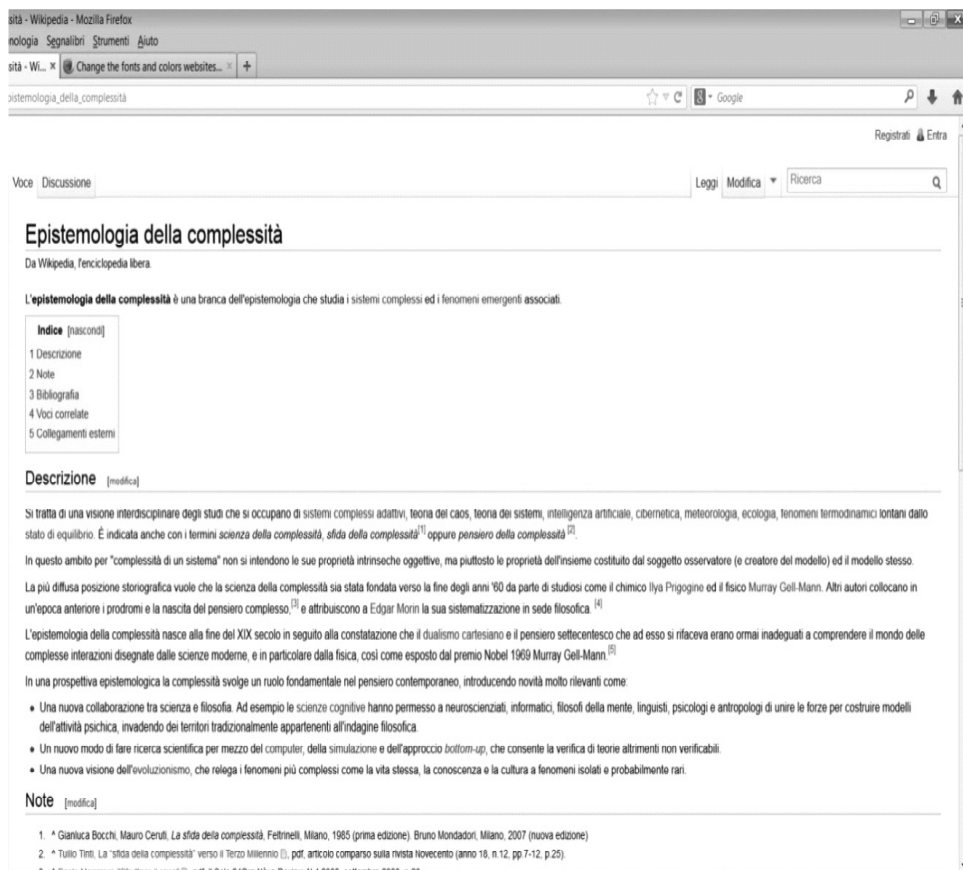 sità - Wikipedia - Mozilla Firefox
nologia Segnalibri Strumenti Aiuto
sità - Wi... × Change the fonts and colors websites... × +
pistemologia_della_complessità Google
Registrati Entra
Voce Discussione Leggi Modifica Ricerca
Epistemologia della complessità
Da Wikipedia, l'enciclopedia libera.
L'epistemologia della complessità è una branca dell'epistemologia che studia i sistemi complessi ed i fenomeni emergenti associati.
Indice [nascondi]
1 Descrizione
2 Note
3 Bibliografia
4 Voci correlate
5 Collegamenti esterni
Descrizione [modifica]
Si tratta di una visione interdisciplinare degli studi che si occupano di sistemi complessi adattivi, teoria del caos, teoria dei sistemi, intelligenza artificiale, cibernetica, meteorologia, ecologia, fenomeni termodinamici lontani dallo
stato di equilibrio. È indicata anche con i termini scienza della complessità, sfida della complessità[1] oppure pensiero della complessità [2].
In questo ambito per "complessità di un sistema" non si intendono le sue proprietà intrinseche oggettive, ma piuttosto le proprietà dell'insieme costituito dal soggetto osservatore (e creatore del modello) ed il modello stesso.
La più diffusa posizione storiografica vuole che la scienza della complessità sia stata fondata verso la fine degli anni '60 da parte di studiosi come il chimico Ilya Prigogine ed il fisico Murray Gell-Mann. Altri autori collocano in
un'epoca anteriore i prodromi e la nascita del pensiero complesso,[3] e attribuiscono a Edgar Morin la sua sistematizzazione in sede filosofica. [4]
L'epistemologia della complessità nasce alla fine del XIX secolo in seguito alla constatazione che il dualismo cartesiano e il pensiero settecentesco che ad esso si rifaceva erano ormai inadeguati a comprendere il mondo delle
complesse interazioni disegnate dalle scienze moderne, e in particolare dalla fisica, così come esposto dal premio Nobel 1969 Murray Gell-Mann.[5]
In una prospettiva epistemologica la complessità svolge un ruolo fondamentale nel pensiero contemporaneo, introducendo novità molto rilevanti come:
• Una nuova collaborazione tra scienza e filosofia. Ad esempio le scienze cognitive hanno permesso a neuroscienziati, informatici, filosofi della mente, linguisti, psicologi e antropologi di unire le forze per costruire modelli
dell'attività psichica, invadendo dei territori tradizionalmente appartenenti all'indagine filosofica.
• Un nuovo modo di fare ricerca scientifica per mezzo del computer, della simulazione e dell'approccio bottom-up, che consente la verifica di teorie altrimenti non verificabili.
• Una nuova visione dell'evoluzionismo, che relega i fenomeni più complessi come la vita stessa, la conoscenza e la cultura a fenomeni isolati e probabilmente rari.
Note [modifica]
1. ^ Gianluca Bocchi, Mauro Ceruti, La sfida della complessità, Feltrinelli, Milano, 1985 (prima edizione). Bruno Mondadori, Milano, 2007 (nuova edizione)
2. ^ Tullio Tinti, La "sfida della complessità" verso il Terzo Millennio, pdf, articolo comparso sulla rivista Novecento (anno 18, n.12, pp.7-12, p.25).